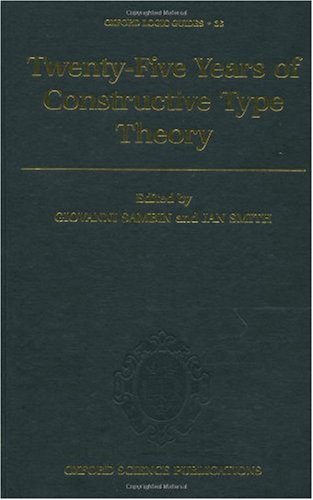 OXFORD LOGIC GUIDES • 36
Twenty-Five Years of
Constructive Type
Theory
Edited by
GIOVANNI SAMBIN and JAN SMITH
OXFORD SCIENCE PUBLICATIONS